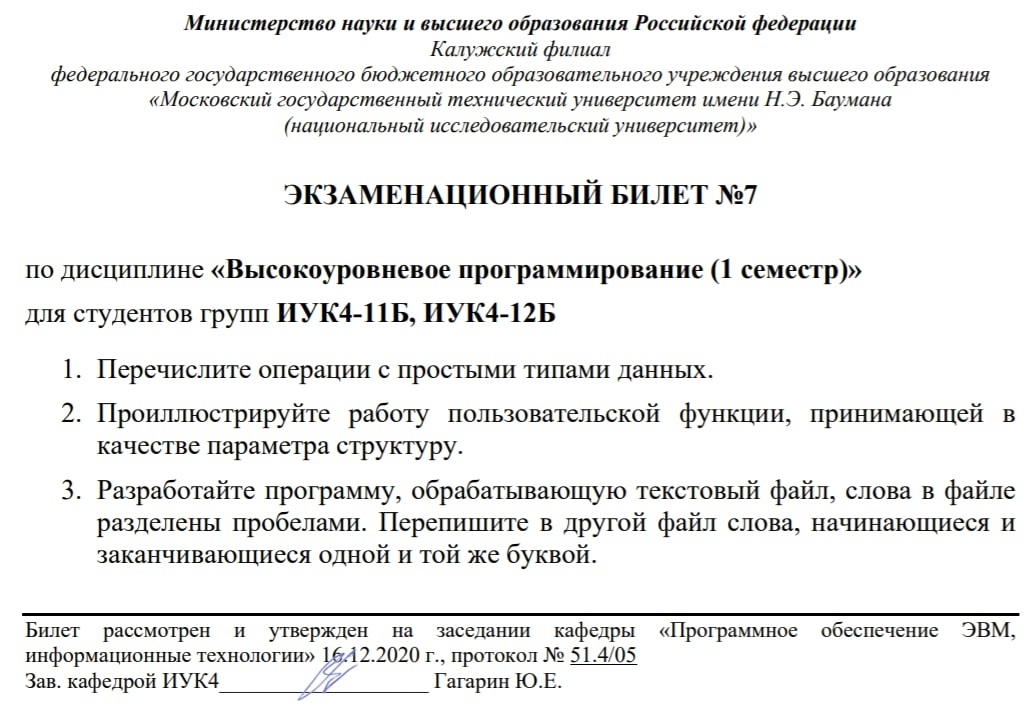 Министерство науки и высшего образования Российской федерации
Калужский филиал
федерального государственного бюджетного образовательного учреждения высшего образования
«Московский государственный технический университет имени Н.Э. Баумана
(национальный исследовательский университет)»
ЭКЗАМЕНАЦИОННЫЙ БИЛЕТ №7
по дисциплине «Высокоуровневое программирование (1 семестр)»
для студентов групп ИУК4-11Б, ИУК4-12Б
1. Перечислите операции с простыми типами данных.
2. Проиллюстрируйте работу пользовательской функции, принимающей в
качестве параметра структуру.
3. Разработайте программу, обрабатывающую текстовый файл, слова в файле
разделены пробелами. Перепишите в другой файл слова, начинающиеся и
заканчивающиеся одной и той же буквой.
Билет рассмотрен и утвержден на заседании кафедры «Программное обеспечение ЭВМ,
информационные технологии» 16.12.2020 г., протокол № 51.4/05
Зав. кафедрой ИУК4___________________ Гагарин Ю.Е.